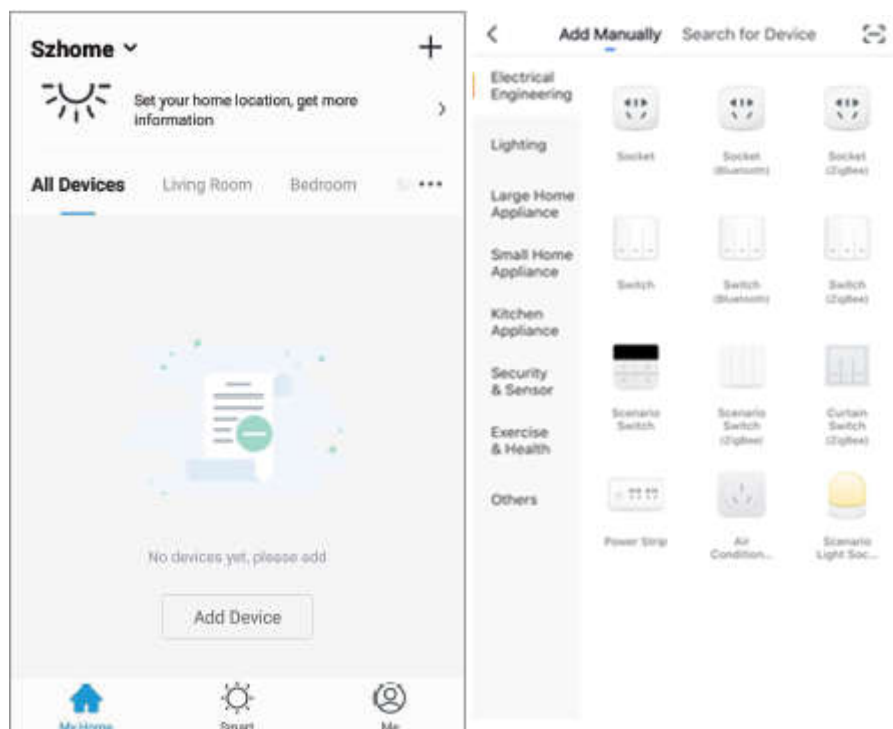 Szhome
Set your home location, get more
information
All Devices Living Room Bedroom
No devices yet, please add
Add Device
My Home Smart Me
Add Manually Search for Device
Electrical
Engineering
Lighting
Large Home
Appliance
Small Home
Appliance
Kitchen
Appliance
Security
& Sensor
Exercise
& Health
Others
Socket Socket Socket
(Bluetooth) (ZigBee)
Switch Switch Switch
(Bluetooth) (ZigBee)
Scenario Scenario Curtain
Switch Switch Switch
(ZigBee) (ZigBee)
Power Strip Air Scenario
Condition... Light Soc...